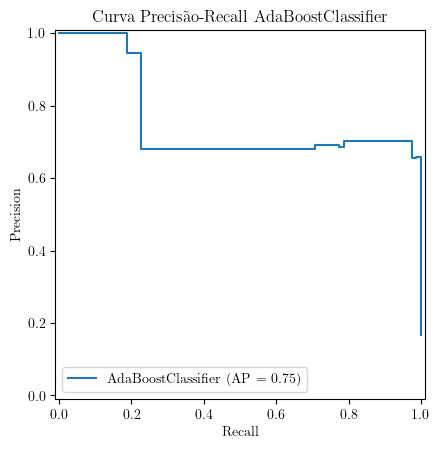 Curva Precisão-Recall AdaBoostClassifier
1.0
0.8
0.6
0.4
0.2
0.0
Precision
AdaBoostClassifier (AP = 0.75)
0.0 0.2 0.4 0.6 0.8 1.0
Recall